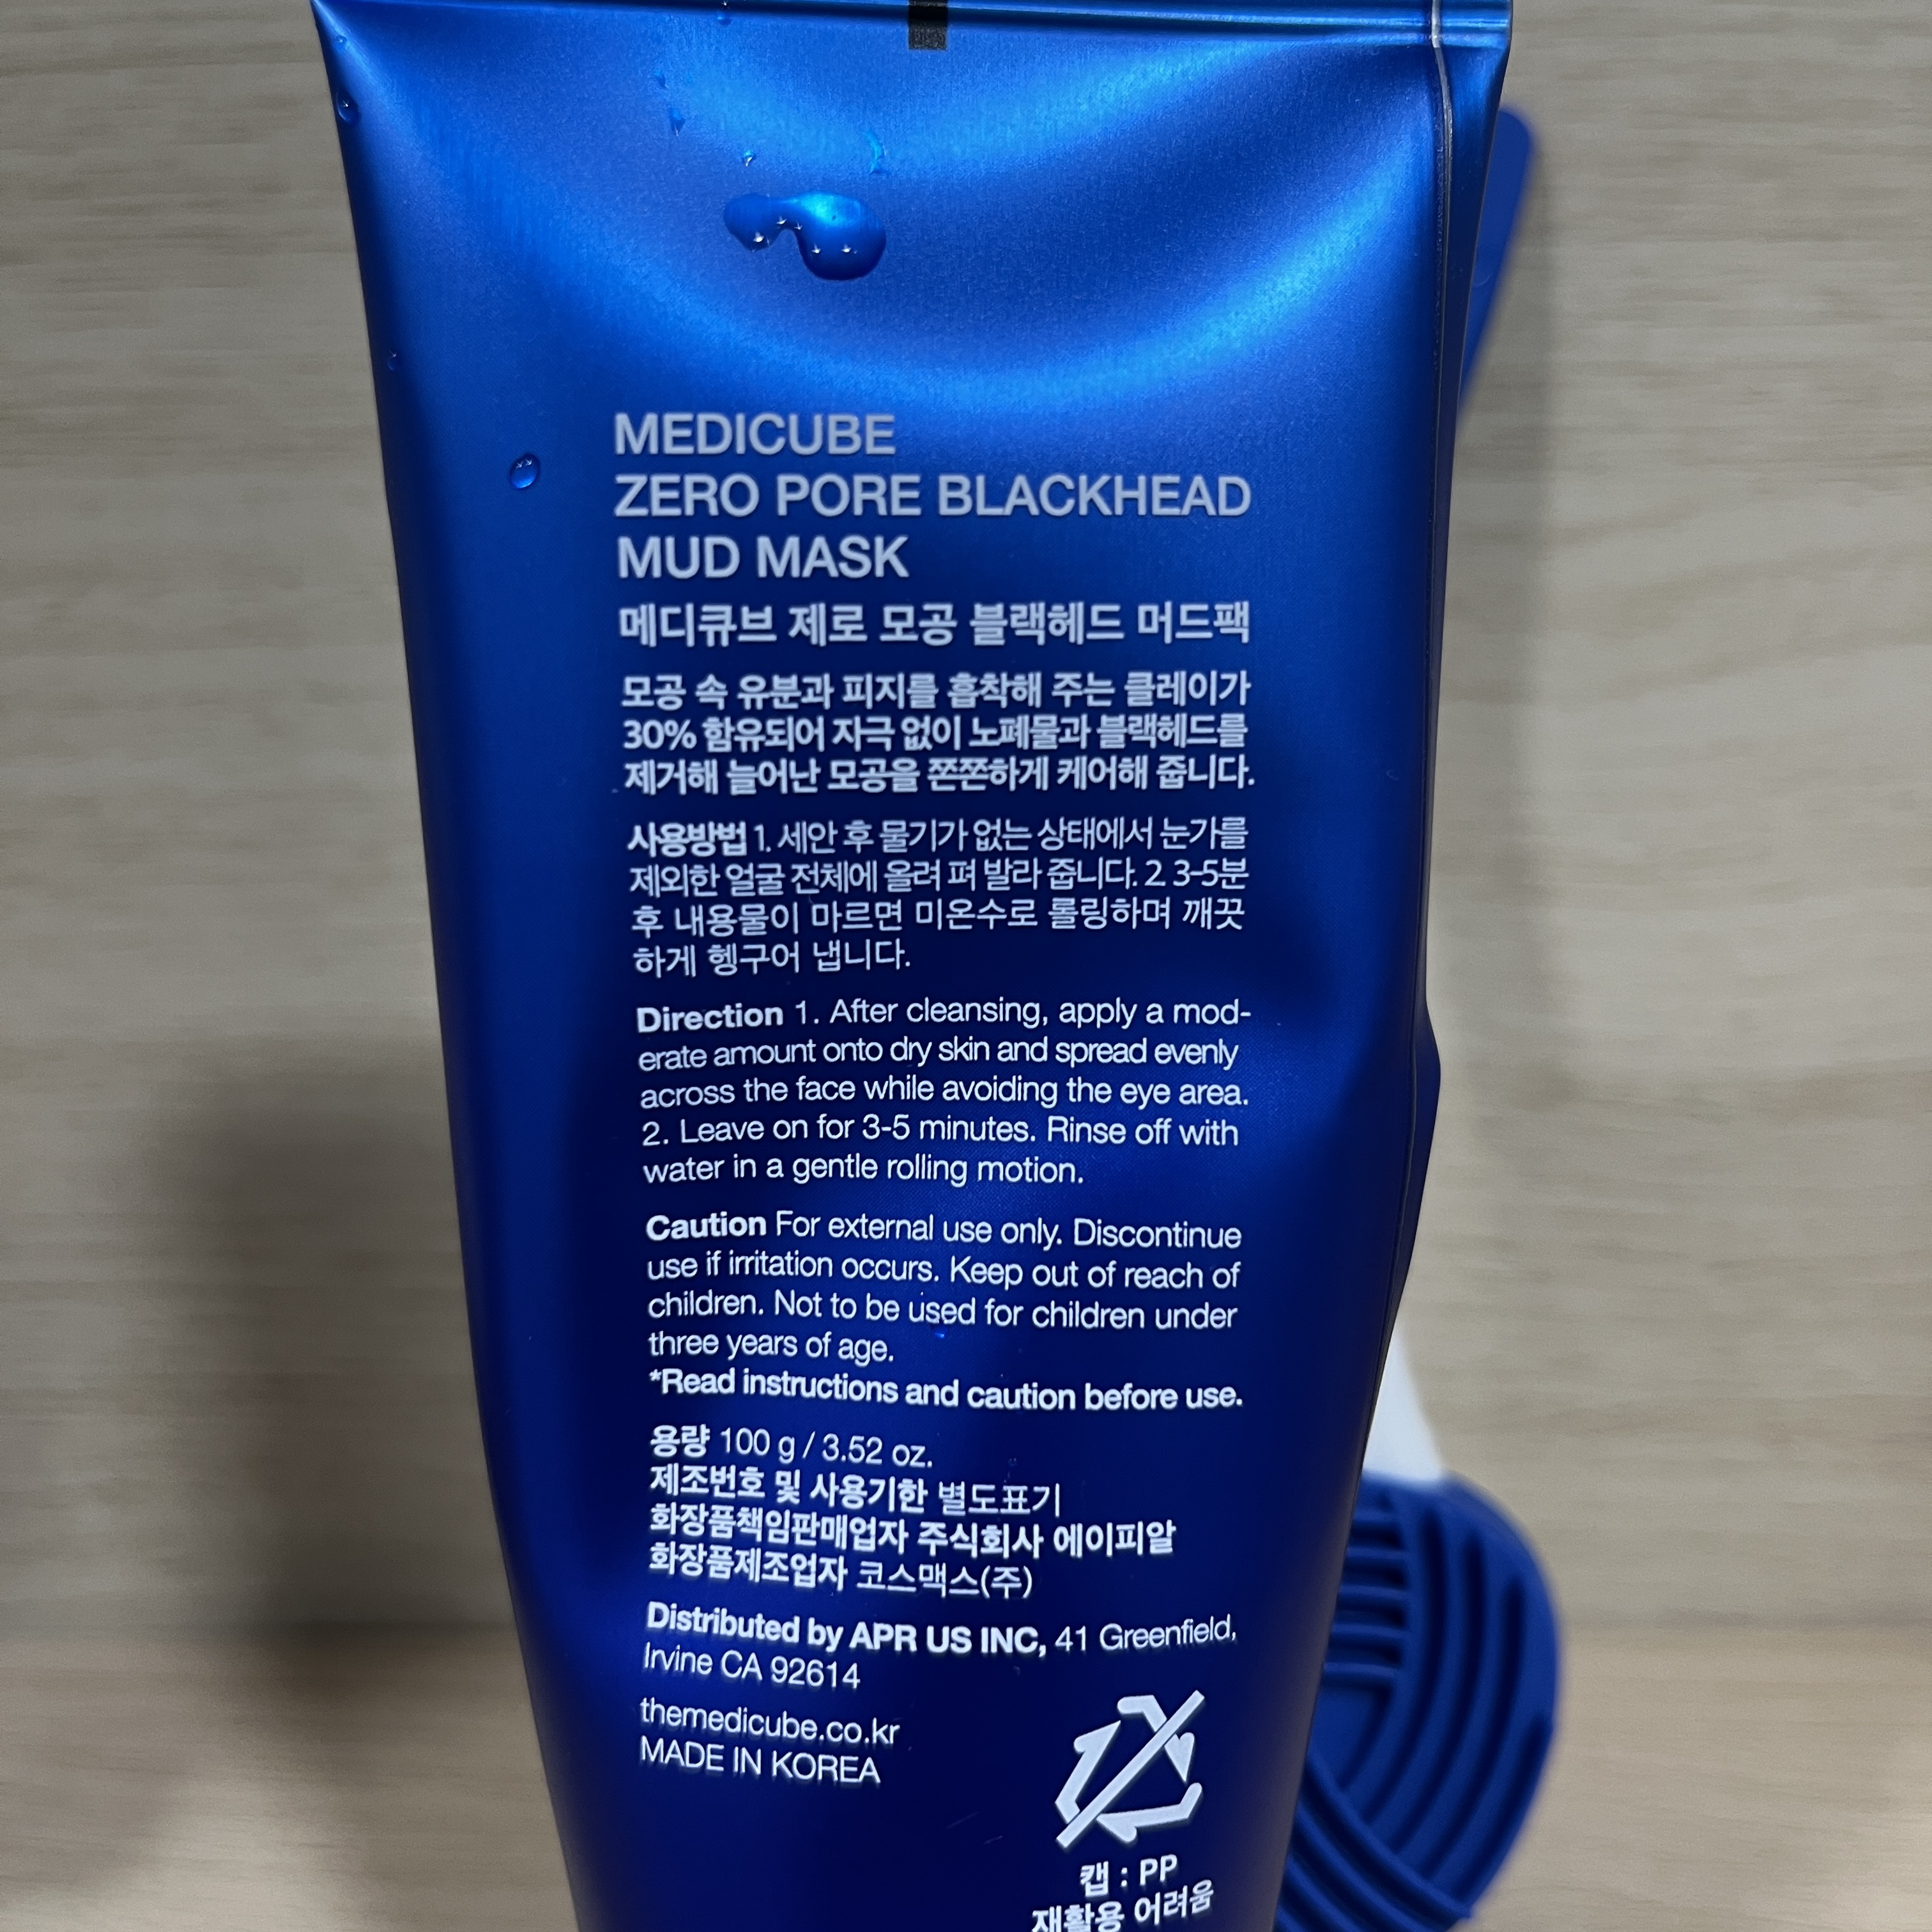 MEDICUBE
ZERO PORE BLACKHEAD
MUD MASK
메디큐브 제로 모공 블랙헤드 머드팩
모공 속 유분과 피지를 흡착해 주는 클레이가
30% 함유되어 자극 없이 노폐물과 블랙헤드를
제거해 늘어난 모공을 쫀쫀하게 케어해 줍니다.
사용방법 1. 세안 후 물기가 없는 상태에서 눈가를
제외한 얼굴 전체에 올려 펴 발라 줍니다. 2. 3-5분
후 내용물이 마르면 미온수로 롤링하며 깨끗
하게 헹구어 냅니다.
Direction 1. After cleansing, apply a mod-
erate amount onto dry skin and spread evenly
across the face while avoiding the eye area.
2. Leave on for 3-5 minutes. Rinse off with
water in a gentle rolling motion.
Caution For external use only. Discontinue
use if irritation occurs. Keep out of reach of
children. Not to be used for children under
three years of age.
*Read instructions and caution before use.
용량 100 g / 3.52 oz.
제조번호 및 사용기한 별도표기
화장품책임판매업자 주식회사 에이피알
화장품제조업자 코스맥스(주)
Distributed by APR US INC, 41 Greenfield,
Irvine CA 92614
themedicube.co.kr
MADE IN KOREA
캡 : PP
재활용 어려움